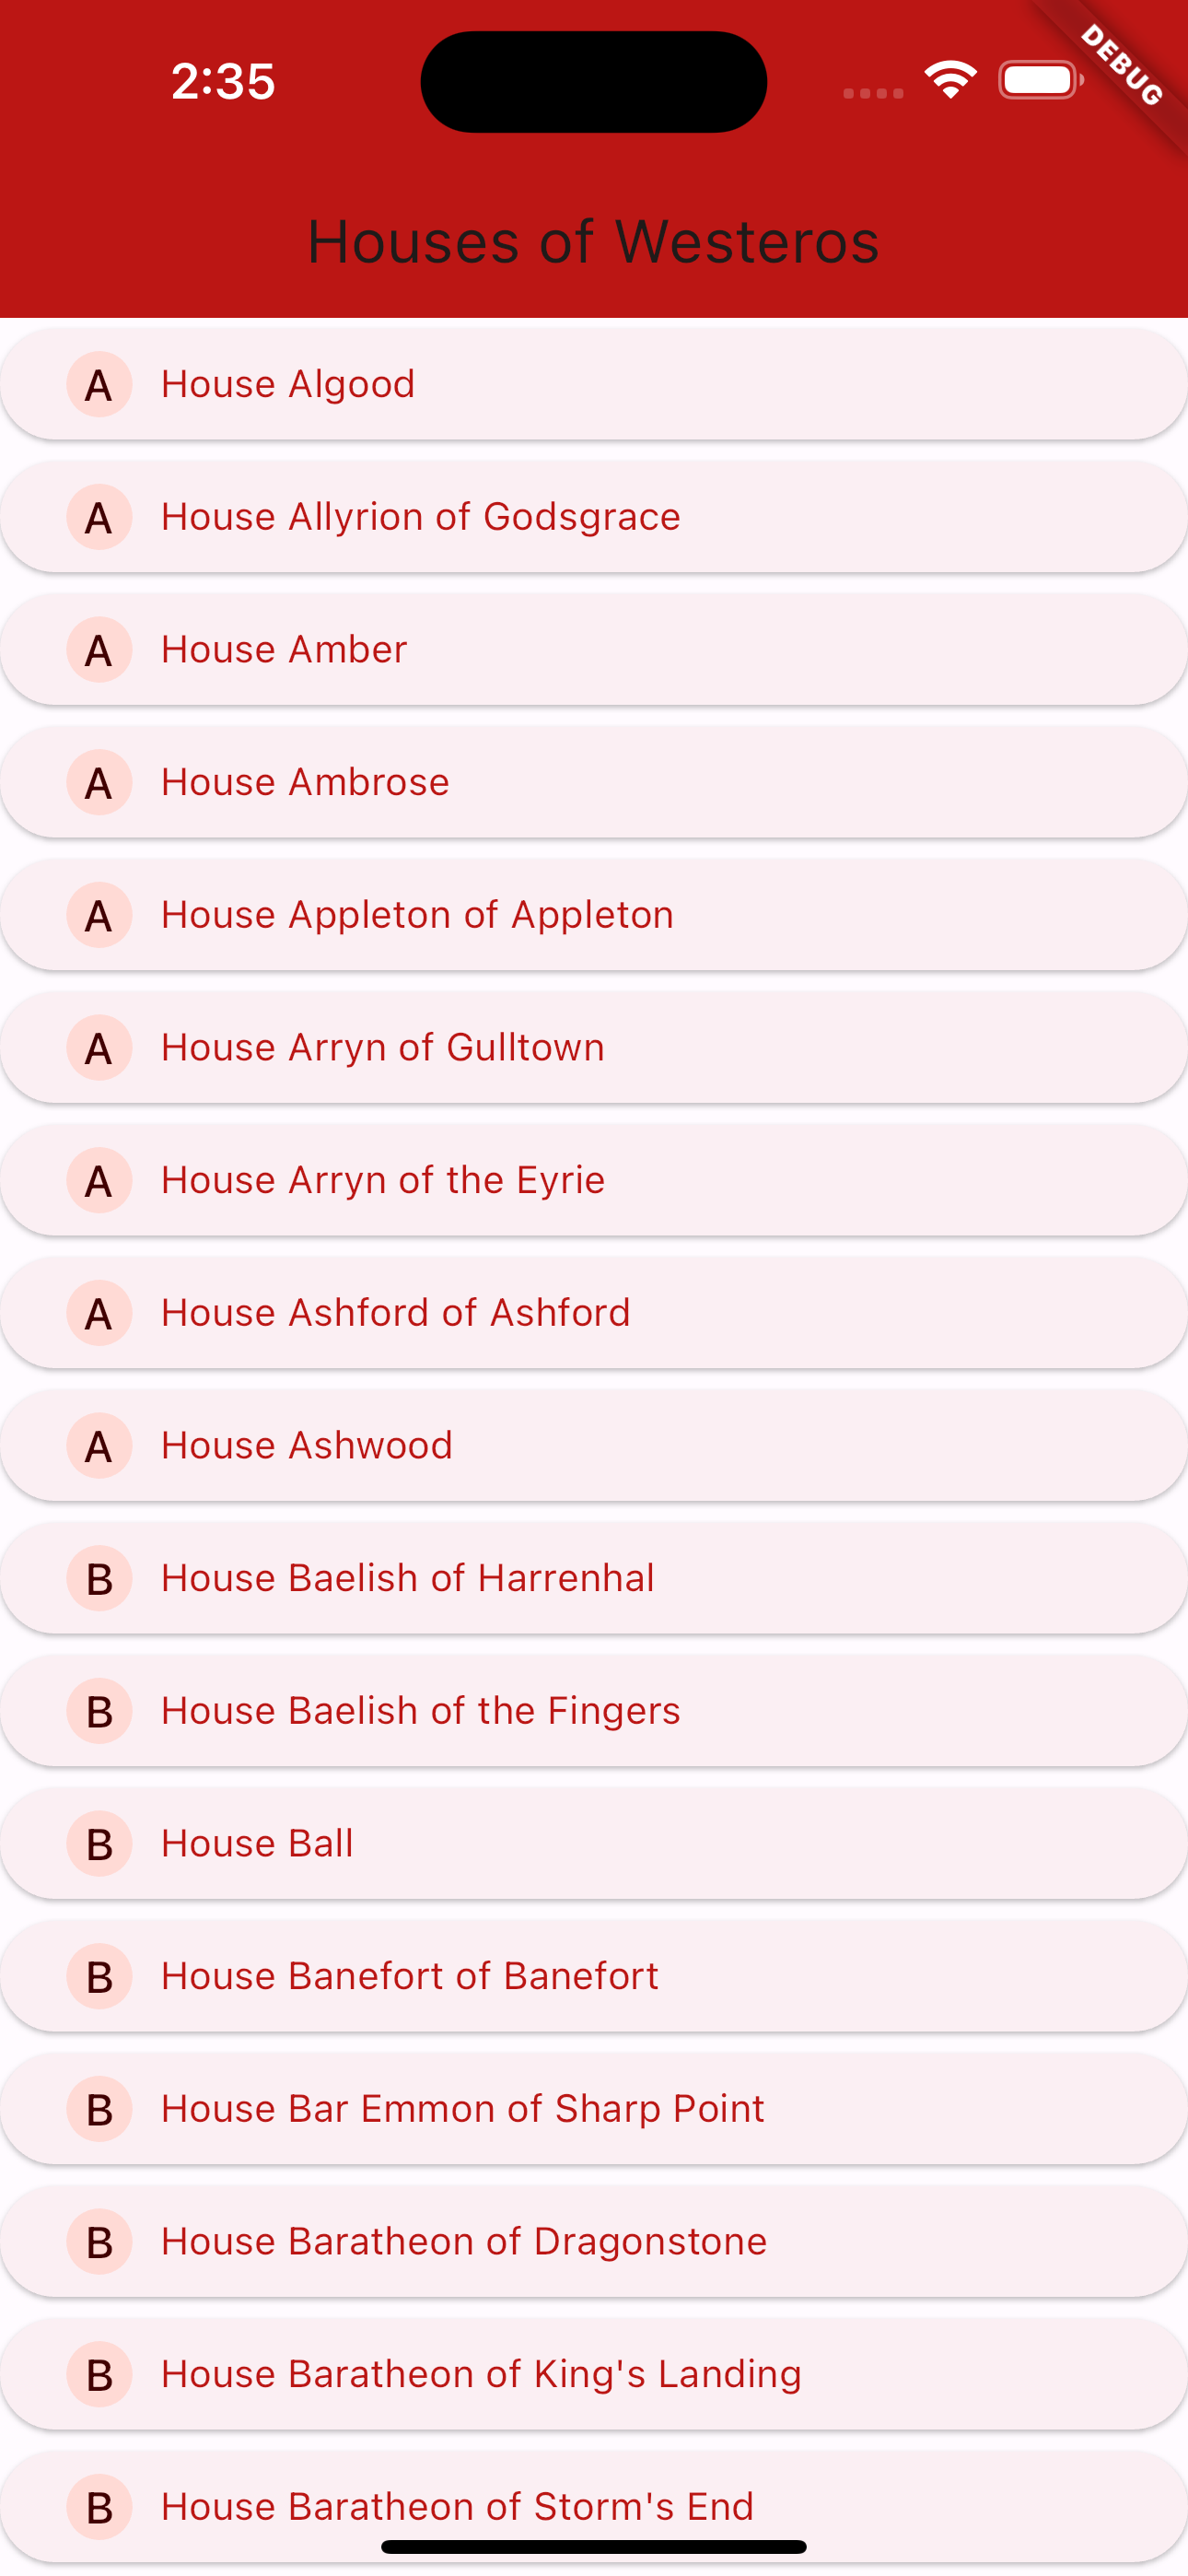 2:35
DEBUG
Houses of Westeros
A House Algood
A House Allyrion of Godsgrace
A House Amber
A House Ambrose
A House Appleton of Appleton
A House Arryn of Gulltown
A House Arryn of the Eyrie
A House Ashford of Ashford
A House Ashwood
B House Baelish of Harrenhal
B House Baelish of the Fingers
B House Ball
B House Banefort of Banefort
B House Bar Emmon of Sharp Point
B House Baratheon of Dragonstone
B House Baratheon of King's Landing
B House Baratheon of Storm's End